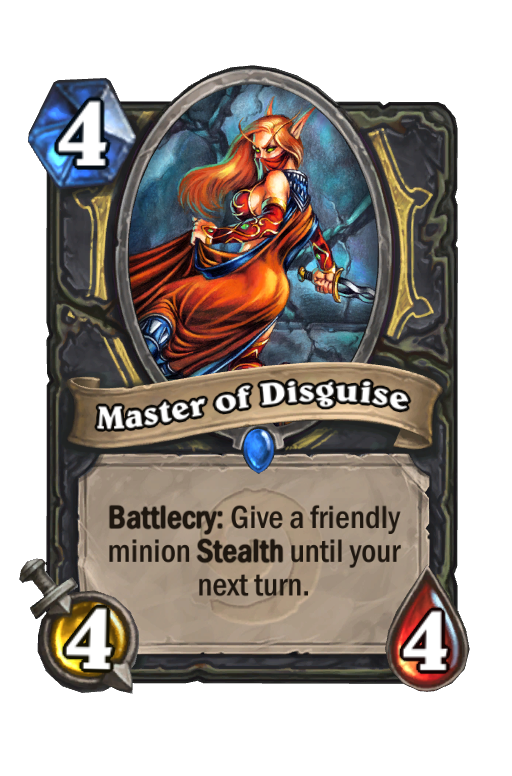 4
Master of Disguise
Battlecry: Give a friendly
minion Stealth until your
next turn.
4
4